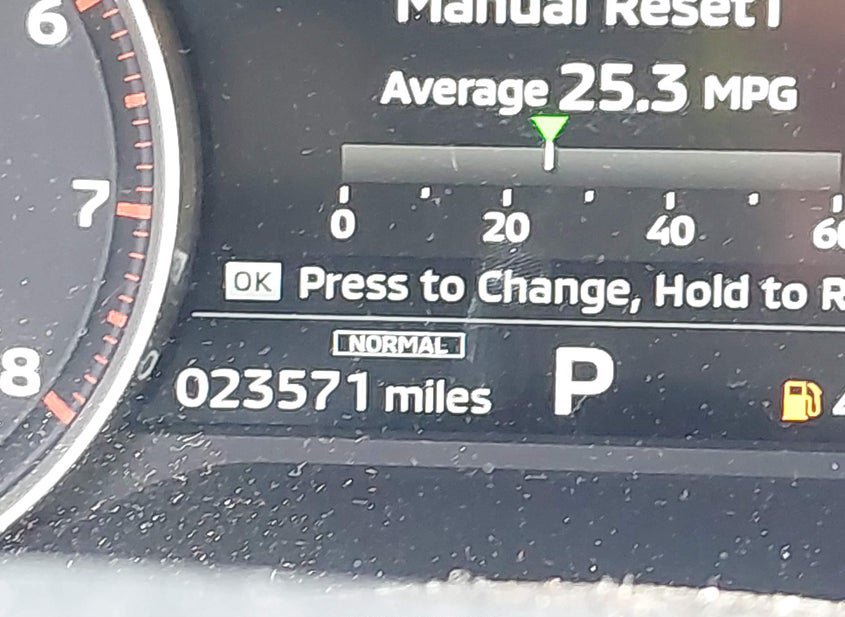 Manual Reset
6
Average 25.3 MPG
7
0 20 40
OK Press to Change, Hold to
NORMAL
8
023571 miles P